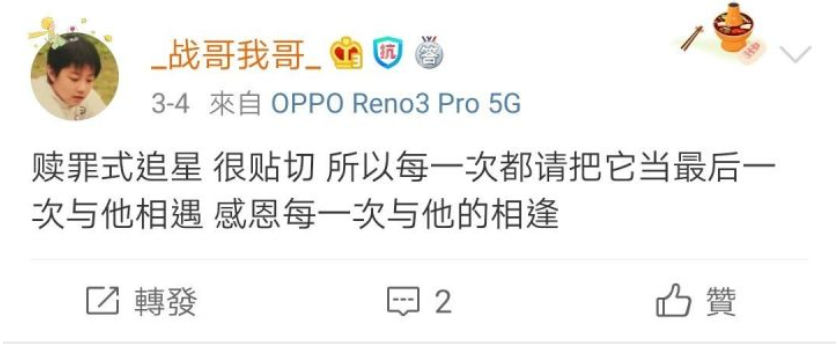 _战哥我哥_ 抗 答
3-4 來自 OPPO Reno3 Pro 5G
赎罪式追星 很贴切 所以每一次都请把它当最后一
次与他相遇 感恩每一次与他的相逢
轉發 2 贊